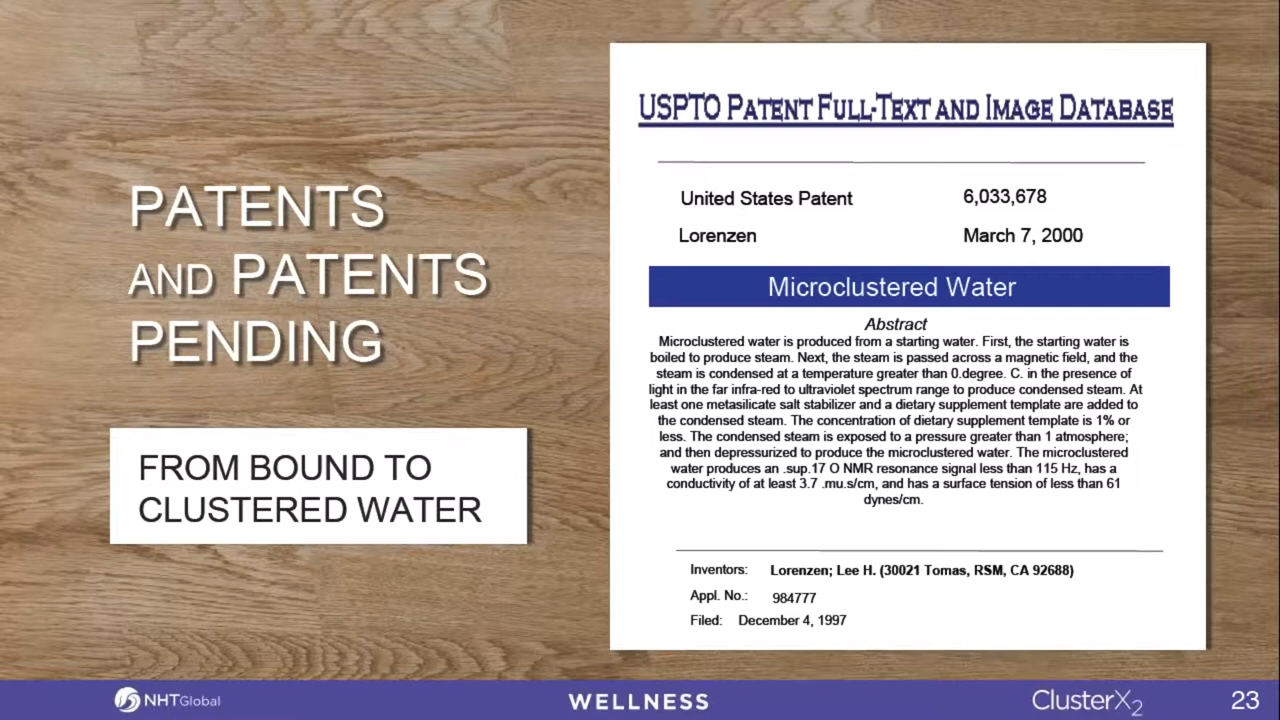 PATENTS
AND PATENTS
PENDING
FROM BOUND TO
CLUSTERED WATER
USPTO PATENT FULL-TEXT AND IMAGE DATABASE
United States Patent 6,033,678
Lorenzen March 7, 2000
Microclustered Water
Abstract
Microclustered water is produced from a starting water. First, the starting water is
boiled to produce steam. Next, the steam is passed across a magnetic field, and the
steam is condensed at a temperature greater than 0.degree. C. in the presence of
light in the far infra-red to ultraviolet spectrum range to produce condensed steam. At
least one metasilicate salt stabilizer and a dietary supplement template are added to
the condensed steam. The concentration of dietary supplement template is 1% or
less. The condensed steam is exposed to a pressure greater than 1 atmosphere;
and then depressurized to produce the microclustered water. The microclustered
water produces an .sup.17 O NMR resonance signal less than 115 Hz, has a
conductivity of at least 3.7 .mu.s/cm, and has a surface tension of less than 61
dynes/cm.
Inventors: Lorenzen; Lee H. (30021 Tomas, RSM, CA 92688)
Appl. No.: 984777
Filed: December 4, 1997
NHTGlobal WELLNESS ClusterX2 23